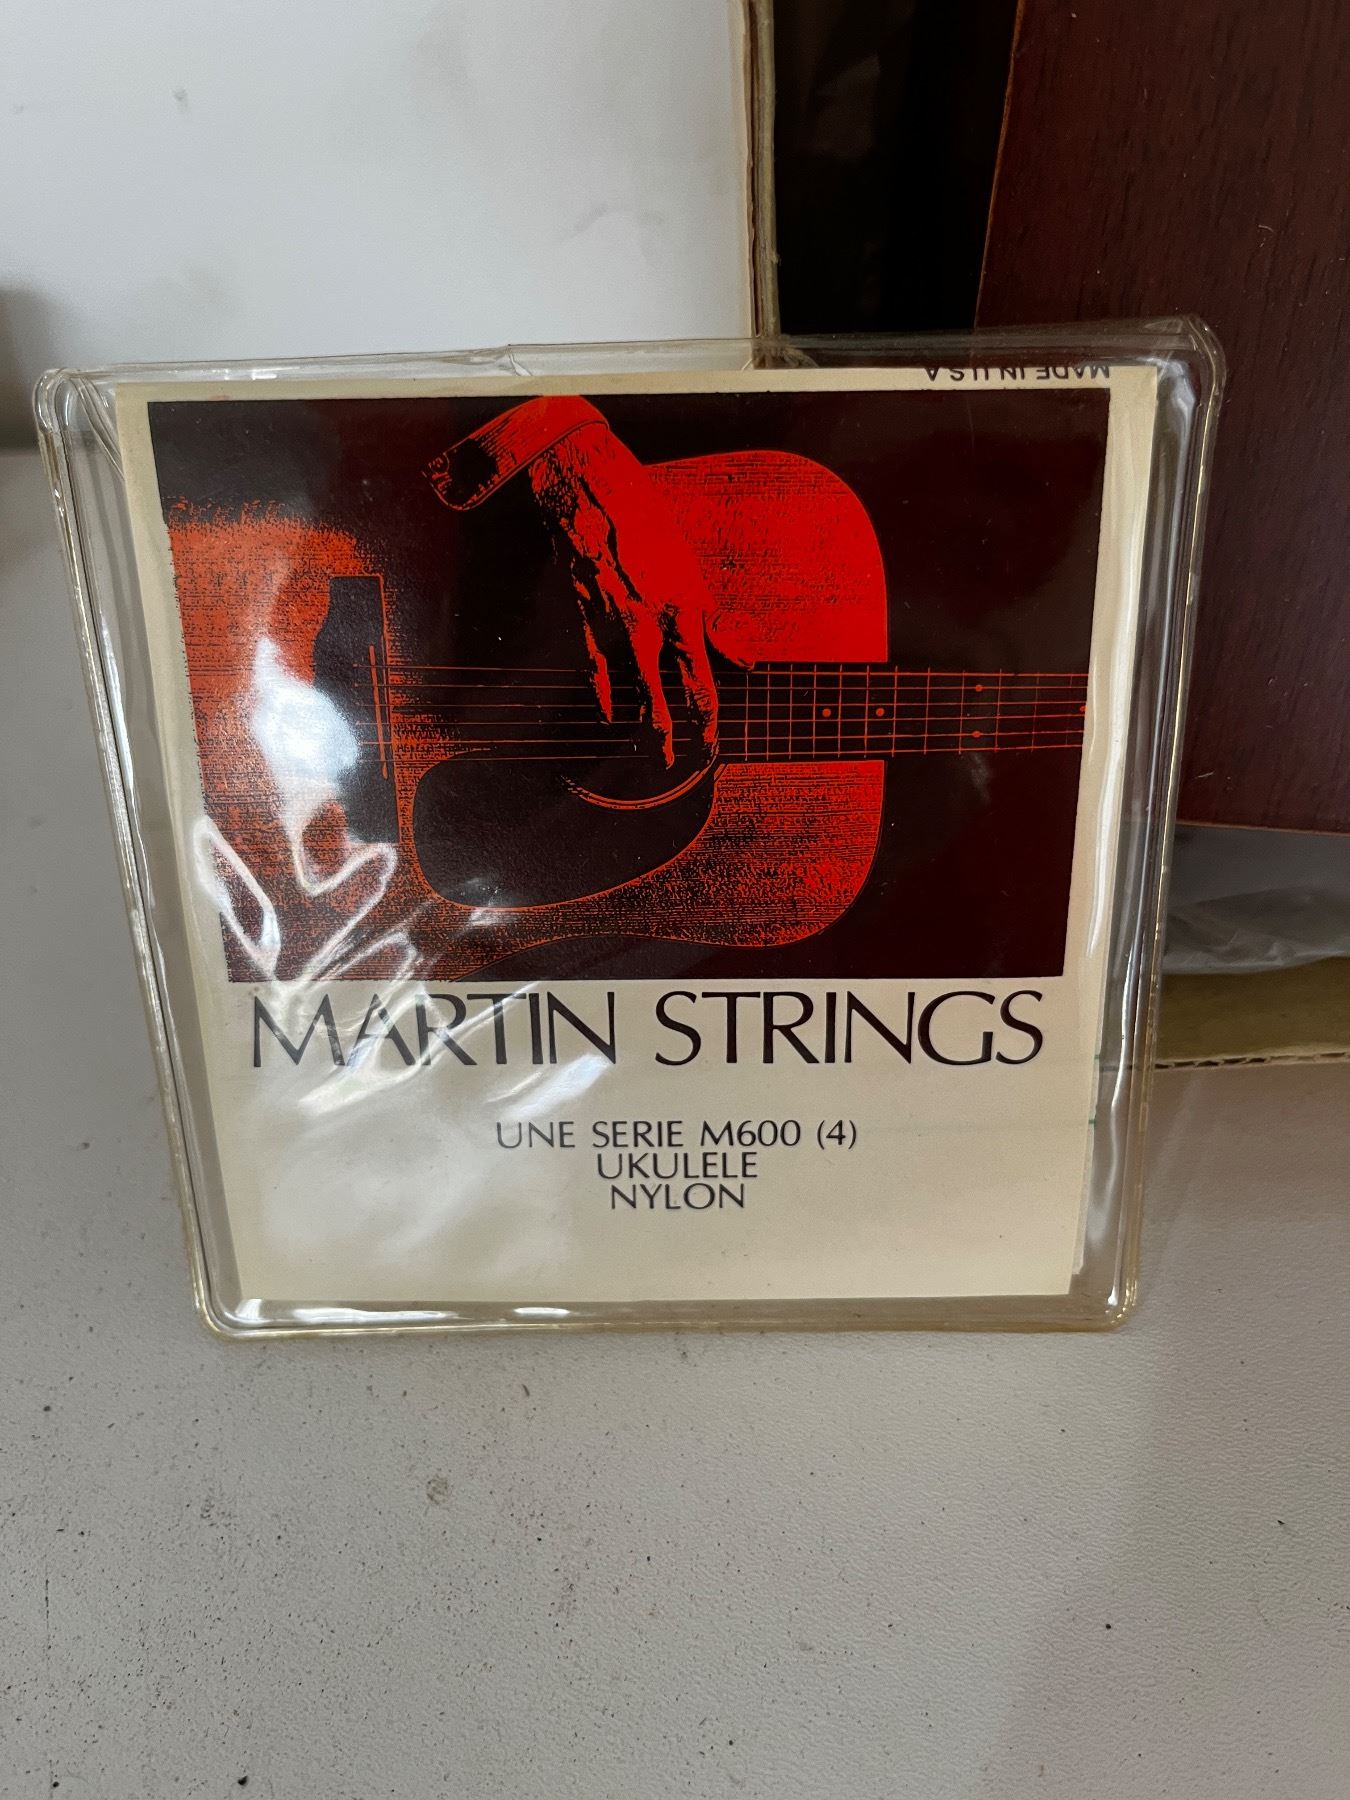 MADE IN U.S.A
MARTIN STRINGS
UNE SERIE M600 (4)
UKULELE
NYLON